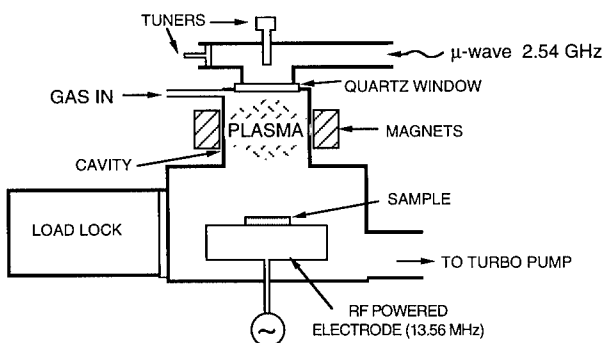 TUNERS
μ-wave 2.54 GHz
QUARTZ WINDOW
GAS IN
PLASMA
MAGNETS
CAVITY
SAMPLE
LOAD LOCK
TO TURBO PUMP
RF POWERED
ELECTRODE (13.56 MHz)
~